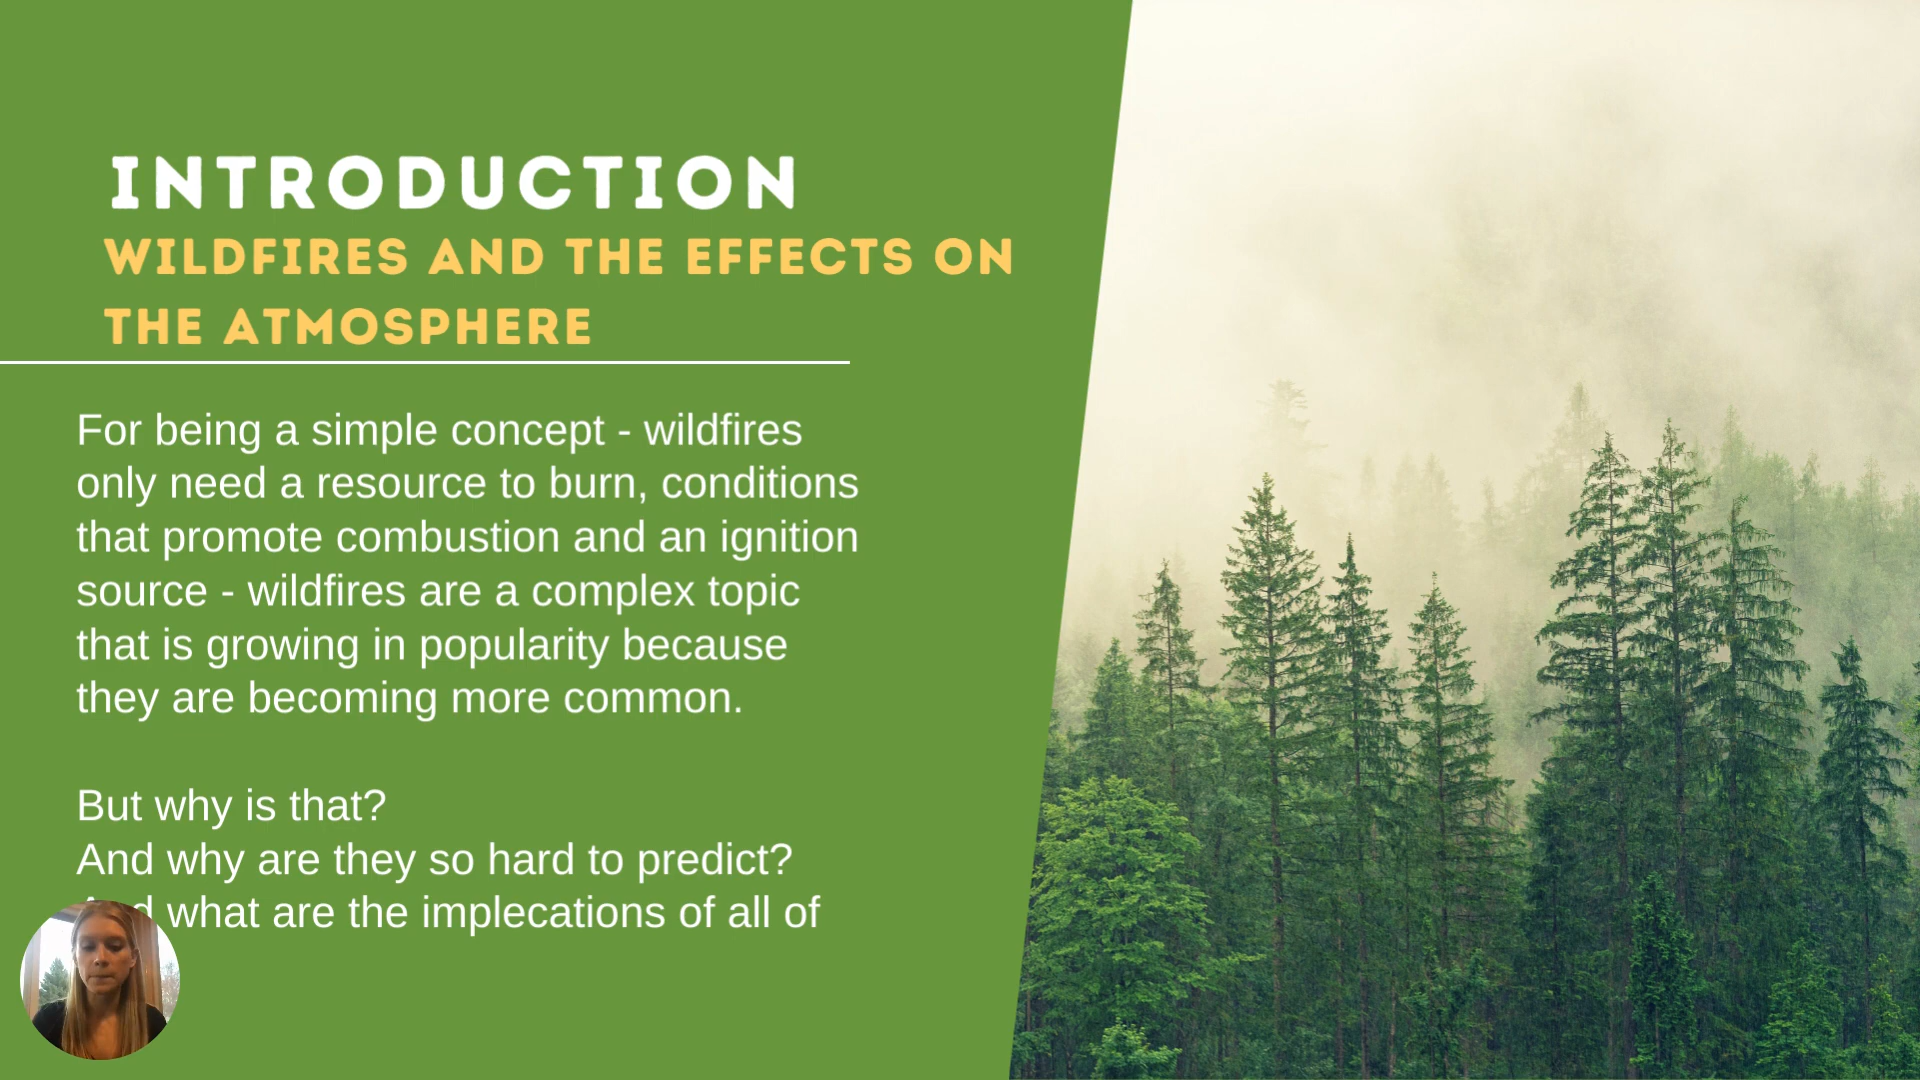 INTRODUCTION
WILDFIRES AND THE EFFECTS ON
THE ATMOSPHERE
For being a simple concept - wildfires
only need a resource to burn, conditions
that promote combustion and an ignition
source - wildfires are a complex topic
that is growing in popularity because
they are becoming more common.
But why is that?
And why are they so hard to predict?
And what are the implecations of all of